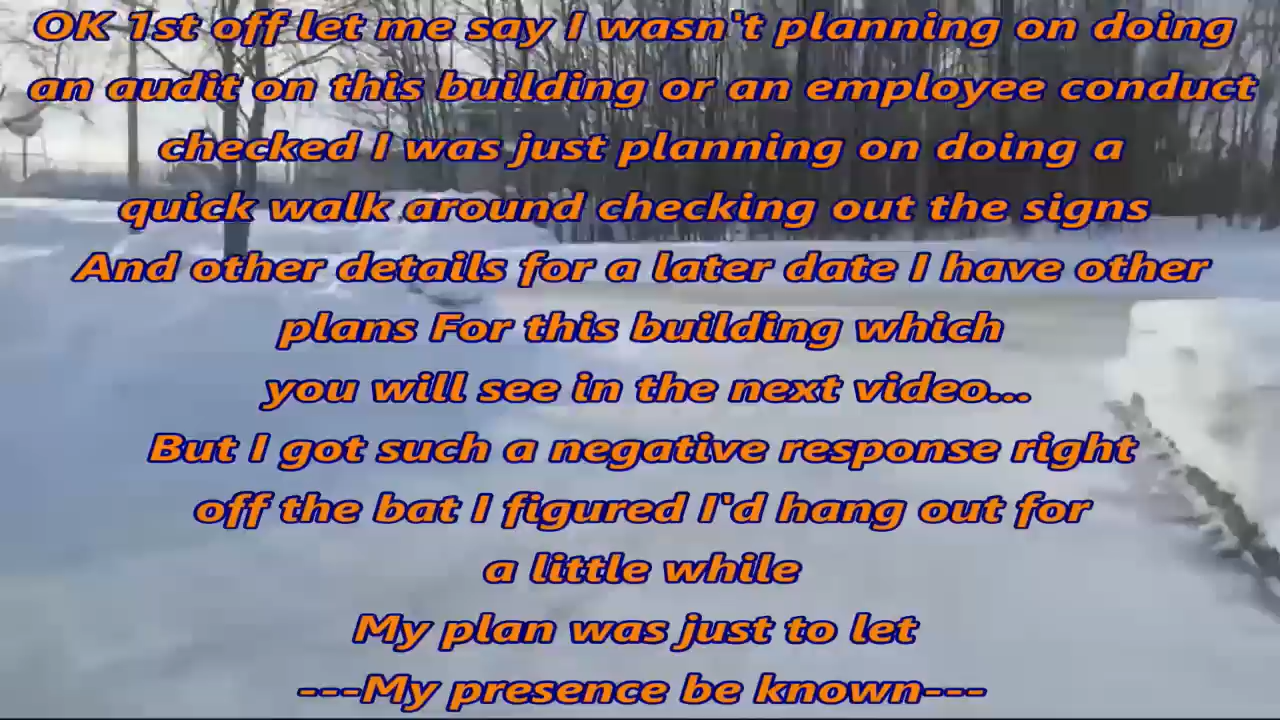 OK 1st off let me say I wasn't planning on doing
an audit on this building or an employee conduct
checked I was just planning on doing a
quick walk around checking out the signs
And other details for a later date I have other
plans For this building which
you will see in the next video...
But I got such a negative response right
off the bat I figured I'd hang out for
a little while
My plan was just to let
---My presence be known---